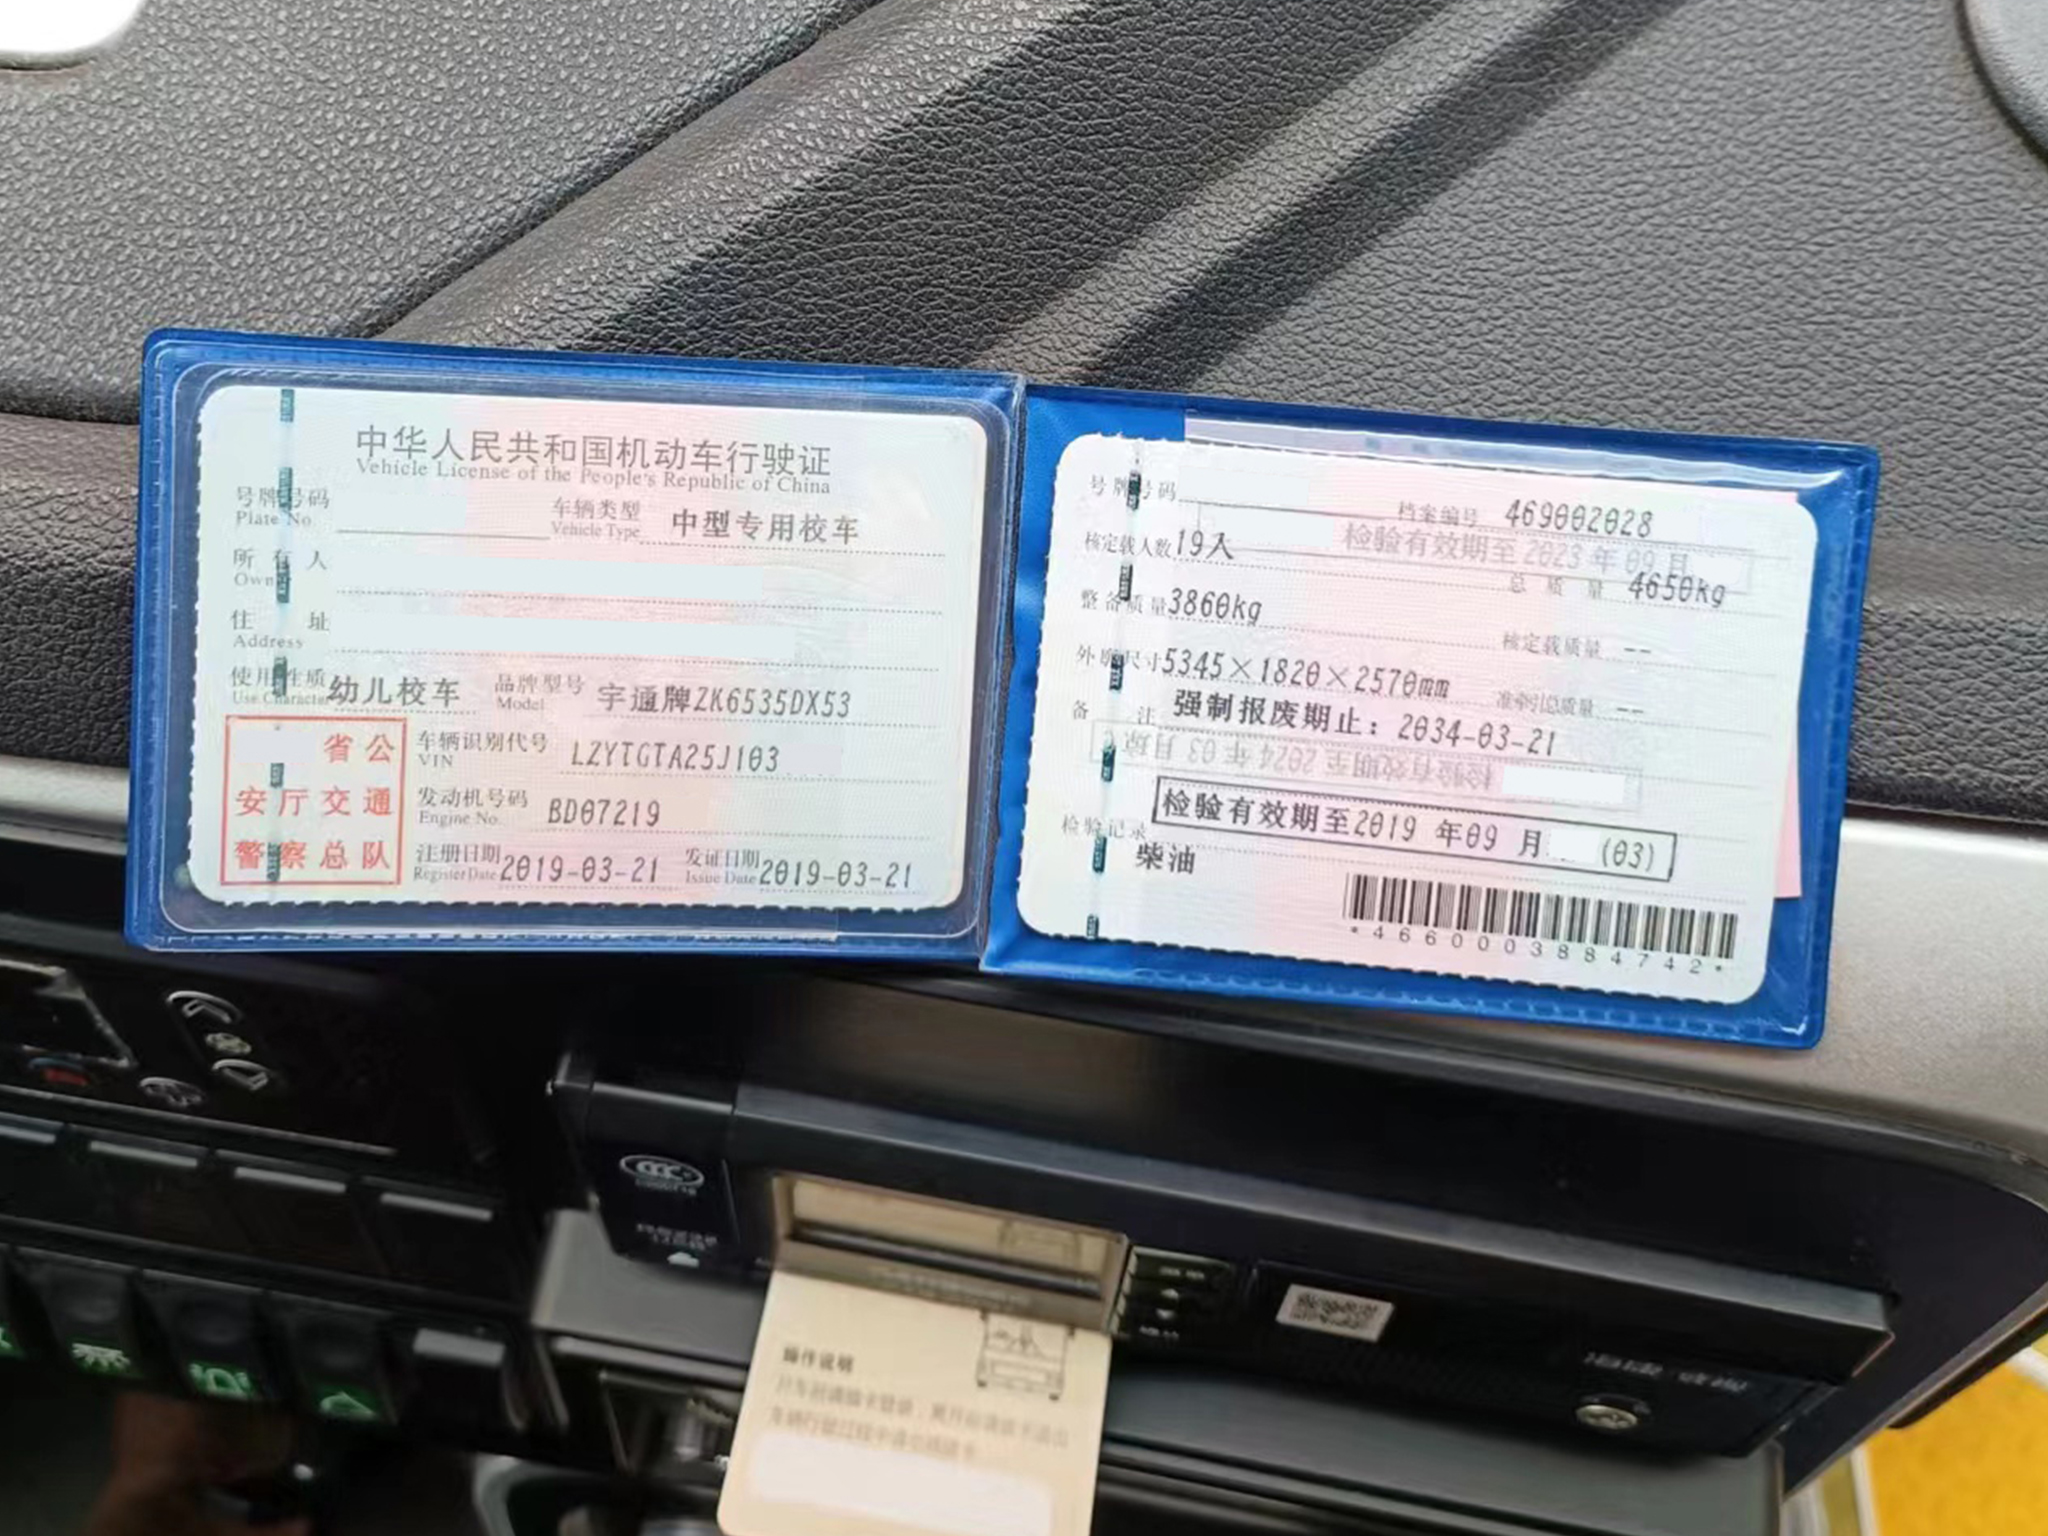 中华人民共和国机动车行驶证
Vehicle License of the People's Republic of China
号牌号码 车辆类型 中型专用校车
Plate No Vehicle Type
所有人
Own
住址
Address
使用性质 幼儿校车 品牌型号 宇通牌ZK6535DX53
Use Character Model
省公
安厅交通
警察总队
车辆识别代号 LZYTGTA25J103
VIN
发动机号码 BD07219
Engine No.
注册日期 2019-03-21 发证日期 2019-03-21
Register Date Issue Date
号牌号码 档案编号 469002028
检验有效期至2023年09月
核定载人数 19人 总质量 4650kg
整备质量 3860kg 核定载质量 --
外廓尺寸 5345×1820×2570mm 准牵引总质量 --
备注 强制报废期止：2034-03-21
检验有效期至2024年03月琼
检验有效期至2019年09月 (03)
检验记录
柴油
*4660003884742*
操作说明